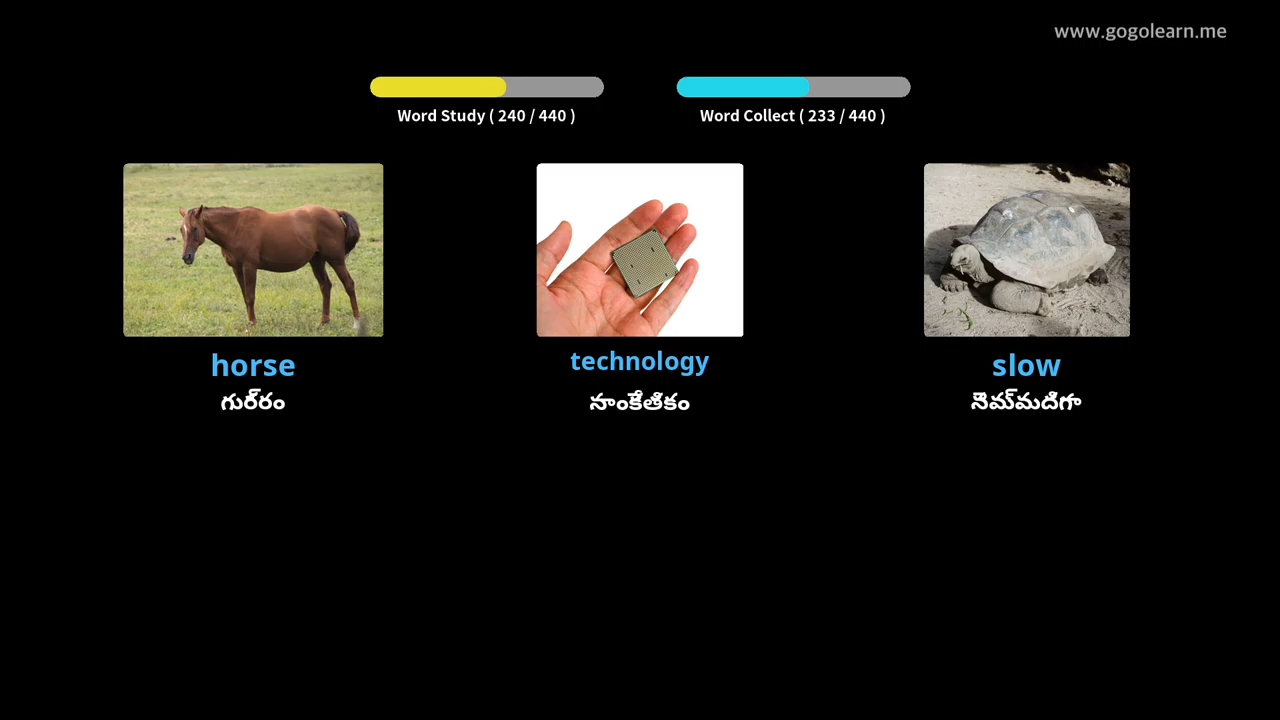 www.gogolearn.me
Word Study ( 240 / 440 )
Word Collect ( 233 / 440 )
horse
technology
slow
గుర్‌రం
సాంకేతికం
నెమ్‌మదిగా